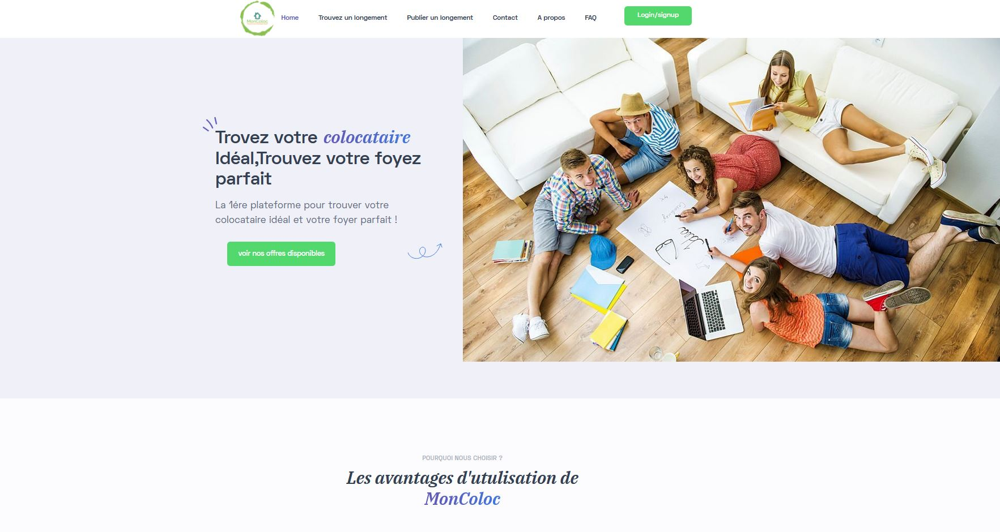 MonColoc
Home
Trouvez un longement
Publier un longement
Contact
A propos
FAQ
Login/signup
Trovez votre colocataire
Idéal,Trouvez votre foyez
parfait
La 1ére plateforme pour trouver votre
colocataire idéal et votre foyer parfait !
voir nos offres disponibles
Idea
POURQUOI NOUS CHOISIR ?
Les avantages d'utulisation de
MonColoc